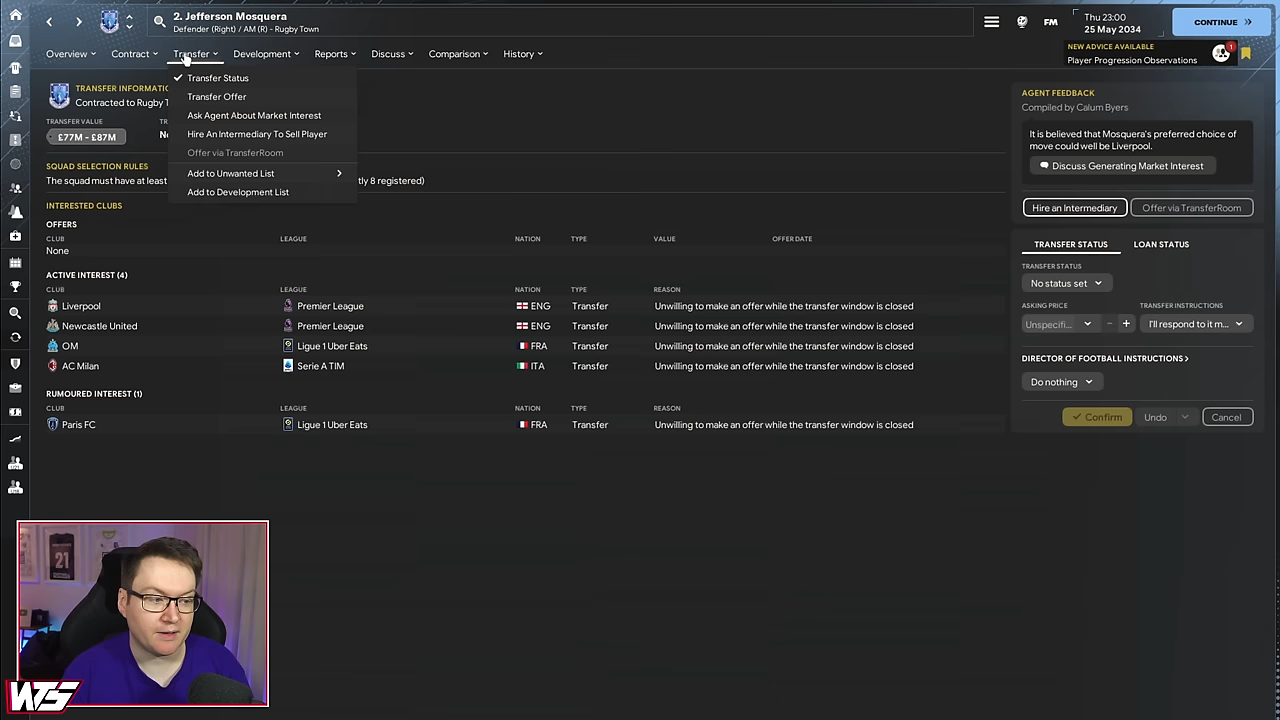 2. Jefferson Mosquera
Defender (Right) / AM (R) - Rugby Town
FM
Thu 23:00
25 May 2034
CONTINUE
Overview
Contract
Transfer
Development
Reports
Discuss
Comparison
History
NEW ADVICE AVAILABLE
Player Progression Observations
1
Transfer Status
Transfer Offer
Ask Agent About Market Interest
Hire An Intermediary To Sell Player
Offer via TransferRoom
Add to Unwanted List
Add to Development List
TRANSFER INFORMATIO
Contracted to Rugby T
TRANSFER VALUE
£77M - £87M
SQUAD SELECTION RULES
The squad must have at least
tly 8 registered)
INTERESTED CLUBS
OFFERS
CLUB LEAGUE NATION TYPE VALUE OFFER DATE
None
ACTIVE INTEREST (4)
CLUB LEAGUE NATION TYPE REASON
Liverpool Premier League ENG Transfer Unwilling to make an offer while the transfer window is closed
Newcastle United Premier League ENG Transfer Unwilling to make an offer while the transfer window is closed
OM Ligue 1 Uber Eats FRA Transfer Unwilling to make an offer while the transfer window is closed
AC Milan Serie A TIM ITA Transfer Unwilling to make an offer while the transfer window is closed
RUMOURED INTEREST (1)
CLUB LEAGUE NATION TYPE REASON
Paris FC Ligue 1 Uber Eats FRA Transfer Unwilling to make an offer while the transfer window is closed
AGENT FEEDBACK
Compiled by Calum Byers
It is believed that Mosquera's preferred choice of
move could well be Liverpool.
Discuss Generating Market Interest
Hire an Intermediary
Offer via TransferRoom
TRANSFER STATUS
LOAN STATUS
TRANSFER STATUS
No status set
ASKING PRICE TRANSFER INSTRUCTIONS
Unspecifi... - + I'll respond to it m...
DIRECTOR OF FOOTBALL INSTRUCTIONS >
Do nothing
Confirm
Undo
Cancel
21
WTS